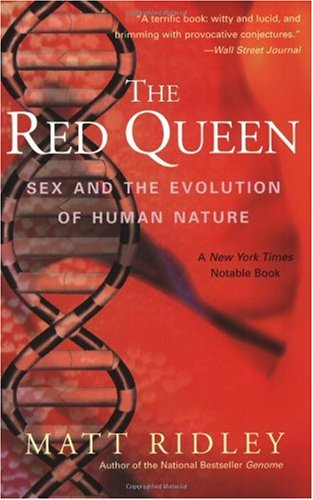 "A terrific book: witty and lucid, and
brimming with provocative conjectures."
—Wall Street Journal
THE
RED QUEEN
SEX AND THE EVOLUTION
OF HUMAN NATURE
A New York Times
Notable Book
MATT RIDLEY
Author of the National Bestseller Genome